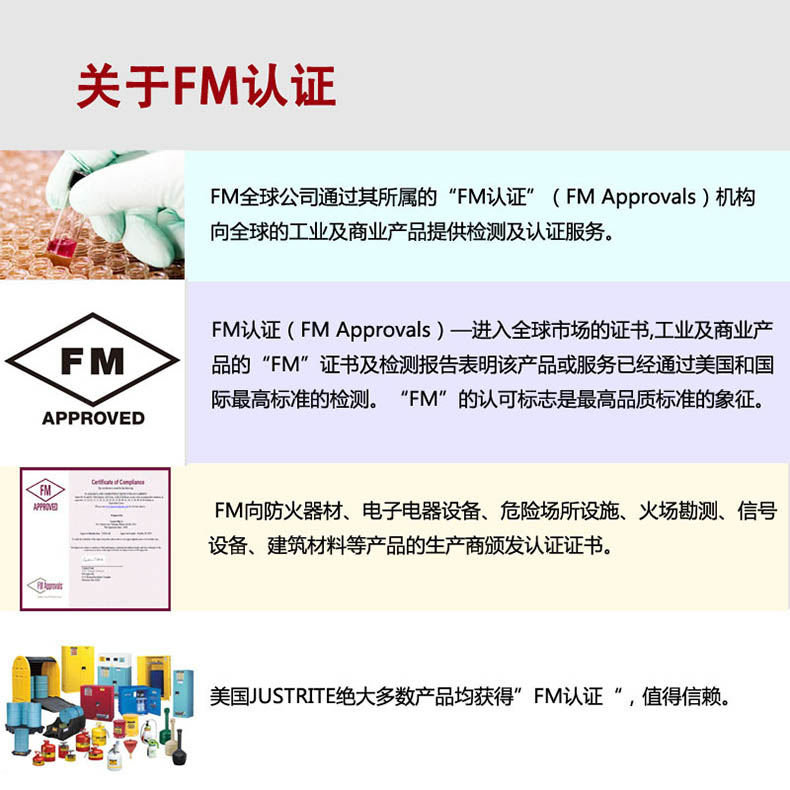 关于FM认证
FM全球公司通过其所属的“FM认证”（FM Approvals）机构
向全球的工业及商业产品提供检测及认证服务。
FM认证（FM Approvals）—进入全球市场的证书,工业及商业产
品的“FM”证书及检测报告表明该产品或服务已经通过美国和国
际最高标准的检测。“FM”的认可标志是最高品质标准的象征。
FM
APPROVED
FM
APPROVED
Certificate of Compliance
FM Approvals
FM向防火器材、电子电器设备、危险场所设施、火场勘测、信号
设备、建筑材料等产品的生产商颁发认证证书。
美国JUSTRITE绝大多数产品均获得”FM认证“，值得信赖。